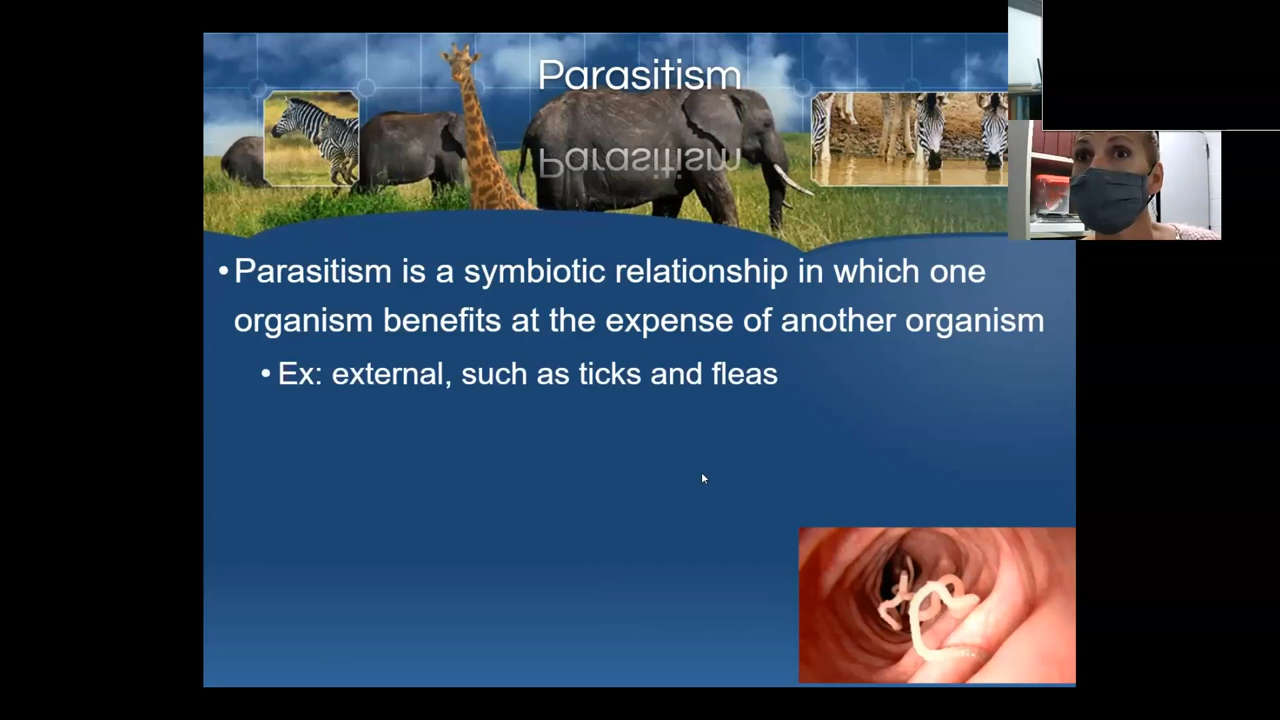 Parasitism
Parasitism
• Parasitism is a symbiotic relationship in which one
organism benefits at the expense of another organism
• Ex: external, such as ticks and fleas